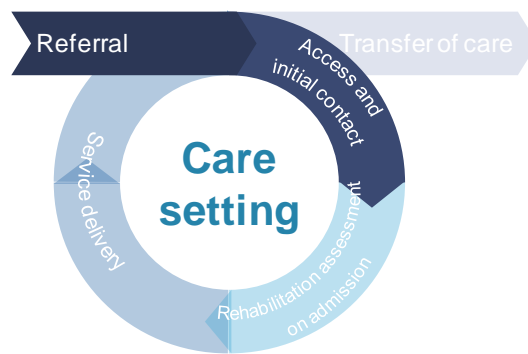 Referral
Transfer of care
Access and
initial contact
Care
setting
Rehabilitation assessment
on admission
Service delivery